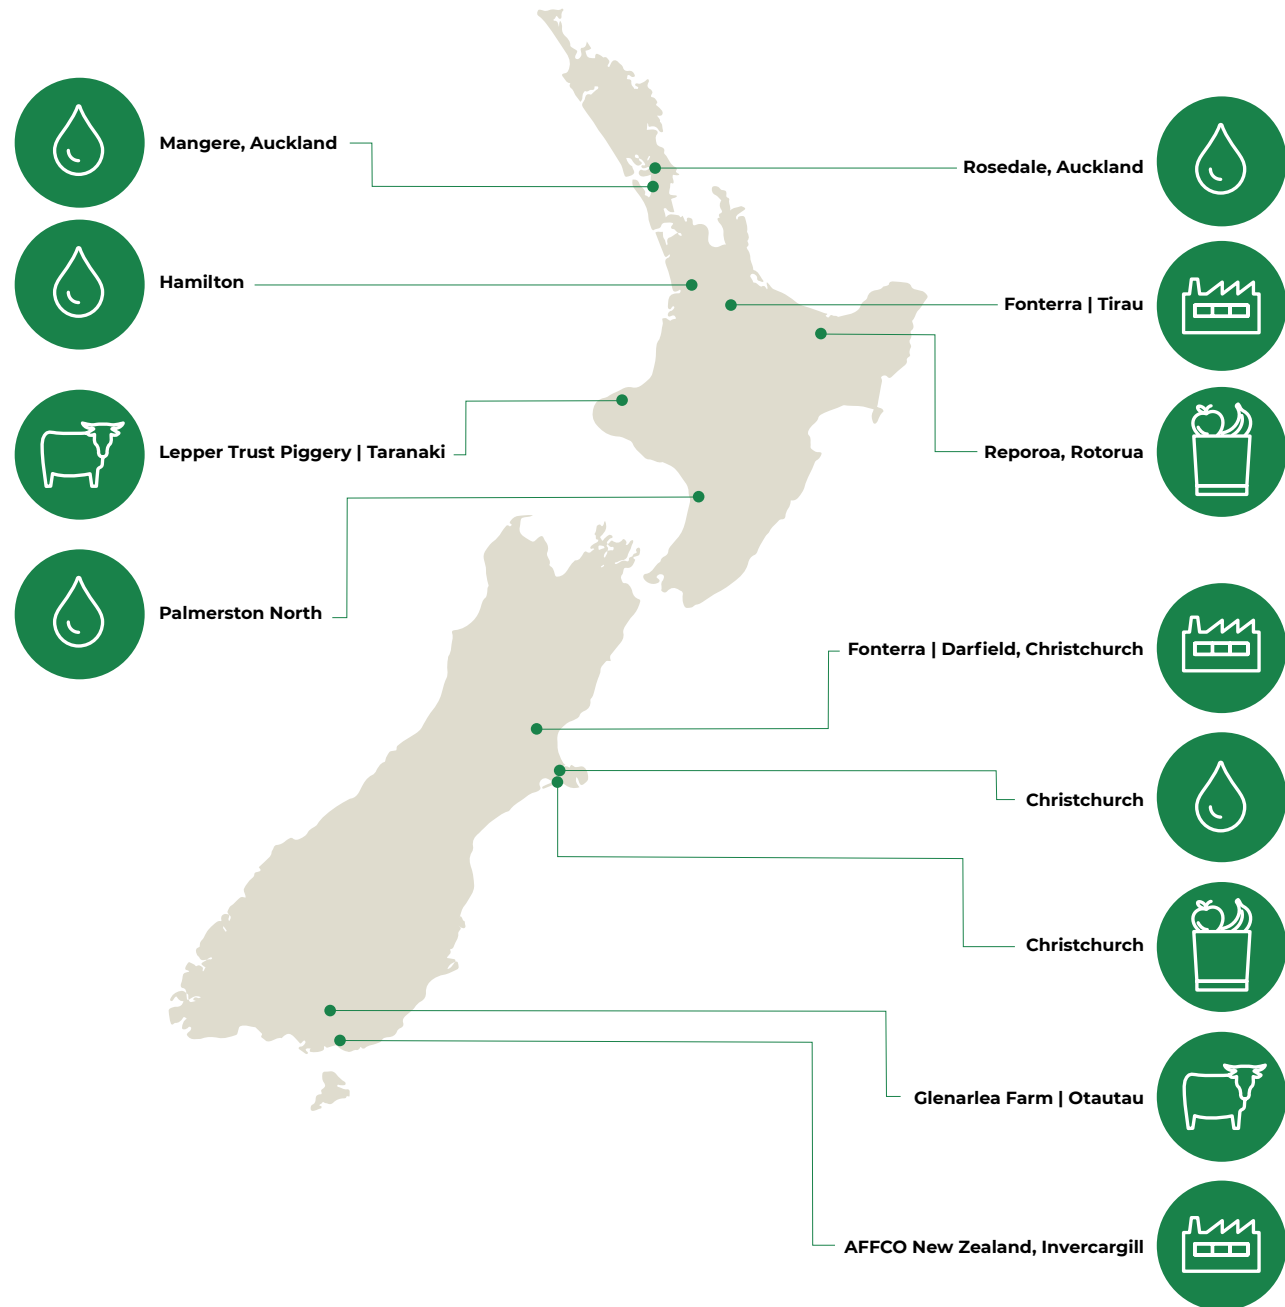 Mangere, Auckland
Rosedale, Auckland
Hamilton
Fonterra | Tirau
Lepper Trust Piggery | Taranaki
Reporoa, Rotorua
Palmerston North
Fonterra | Darfield, Christchurch
Christchurch
Christchurch
Glenarlea Farm | Otautau
AFFCO New Zealand, Invercargill